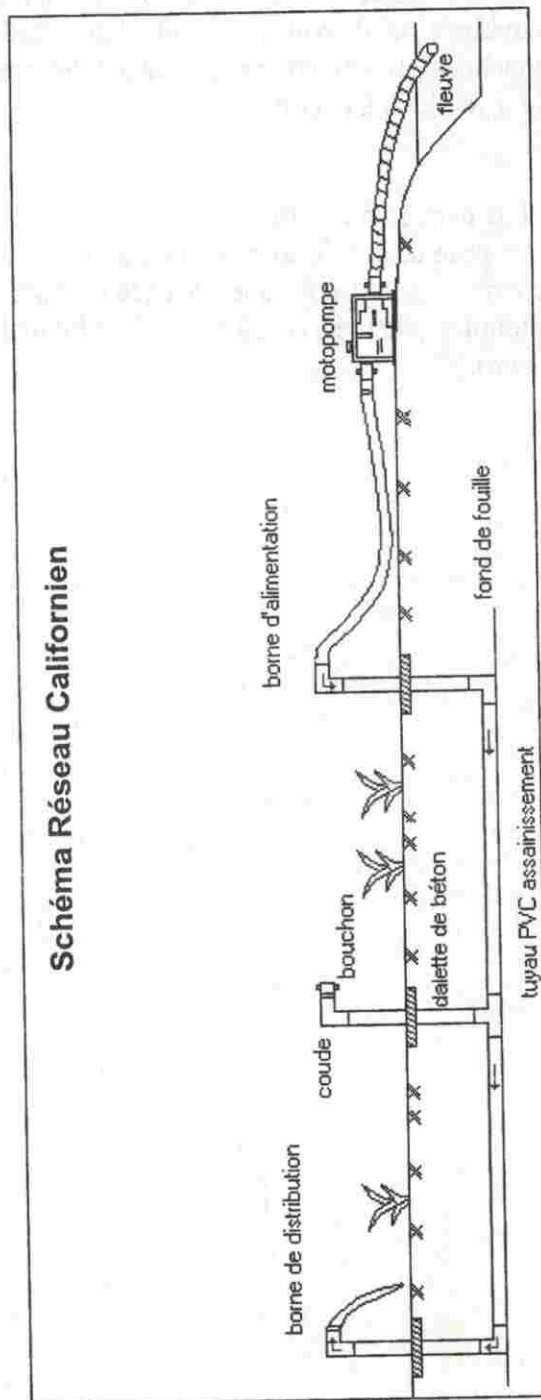 Schéma Réseau Californien
borne de distribution
coude
bouchon
dalette de béton
borne d'alimentation
motopompe
fleuve
fond de fouille
tuyau PVC assainissement